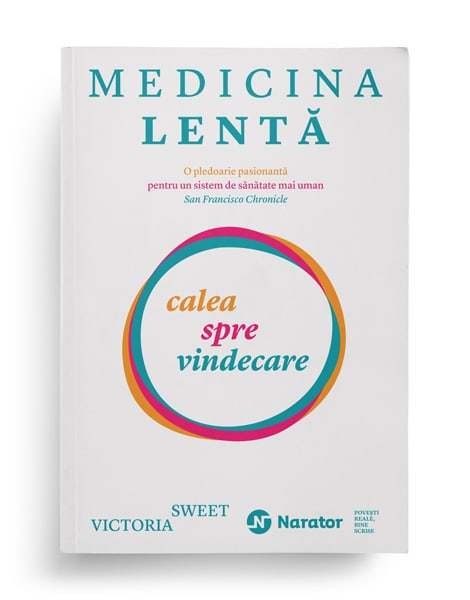 MEDICINA
LENTĂ
O pledoarie pasionantă
pentru un sistem de sănătate mai uman
San Francisco Chronicle
calea
spre
vindecare
SWEET
VICTORIA
Narator
POVEȘTI
REALE,
BINE
SCRISE